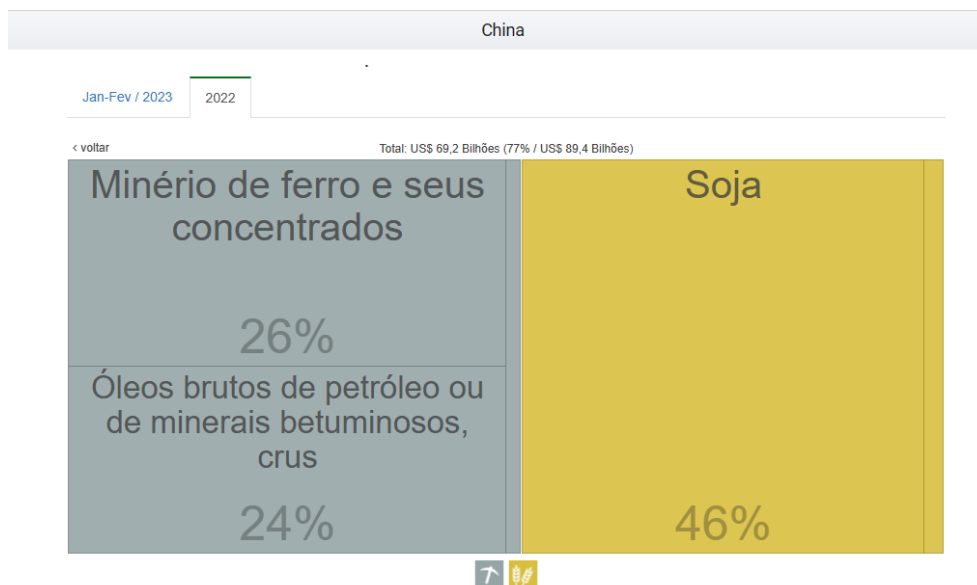 China
Jan-Fev / 2023
2022
< voltar
Total: US$ 69,2 Bilhões (77% / US$ 89,4 Bilhões)
Minério de ferro e seus
concentrados
26%
Óleos brutos de petróleo ou
de minerais betuminosos,
crus
24%
Soja
46%